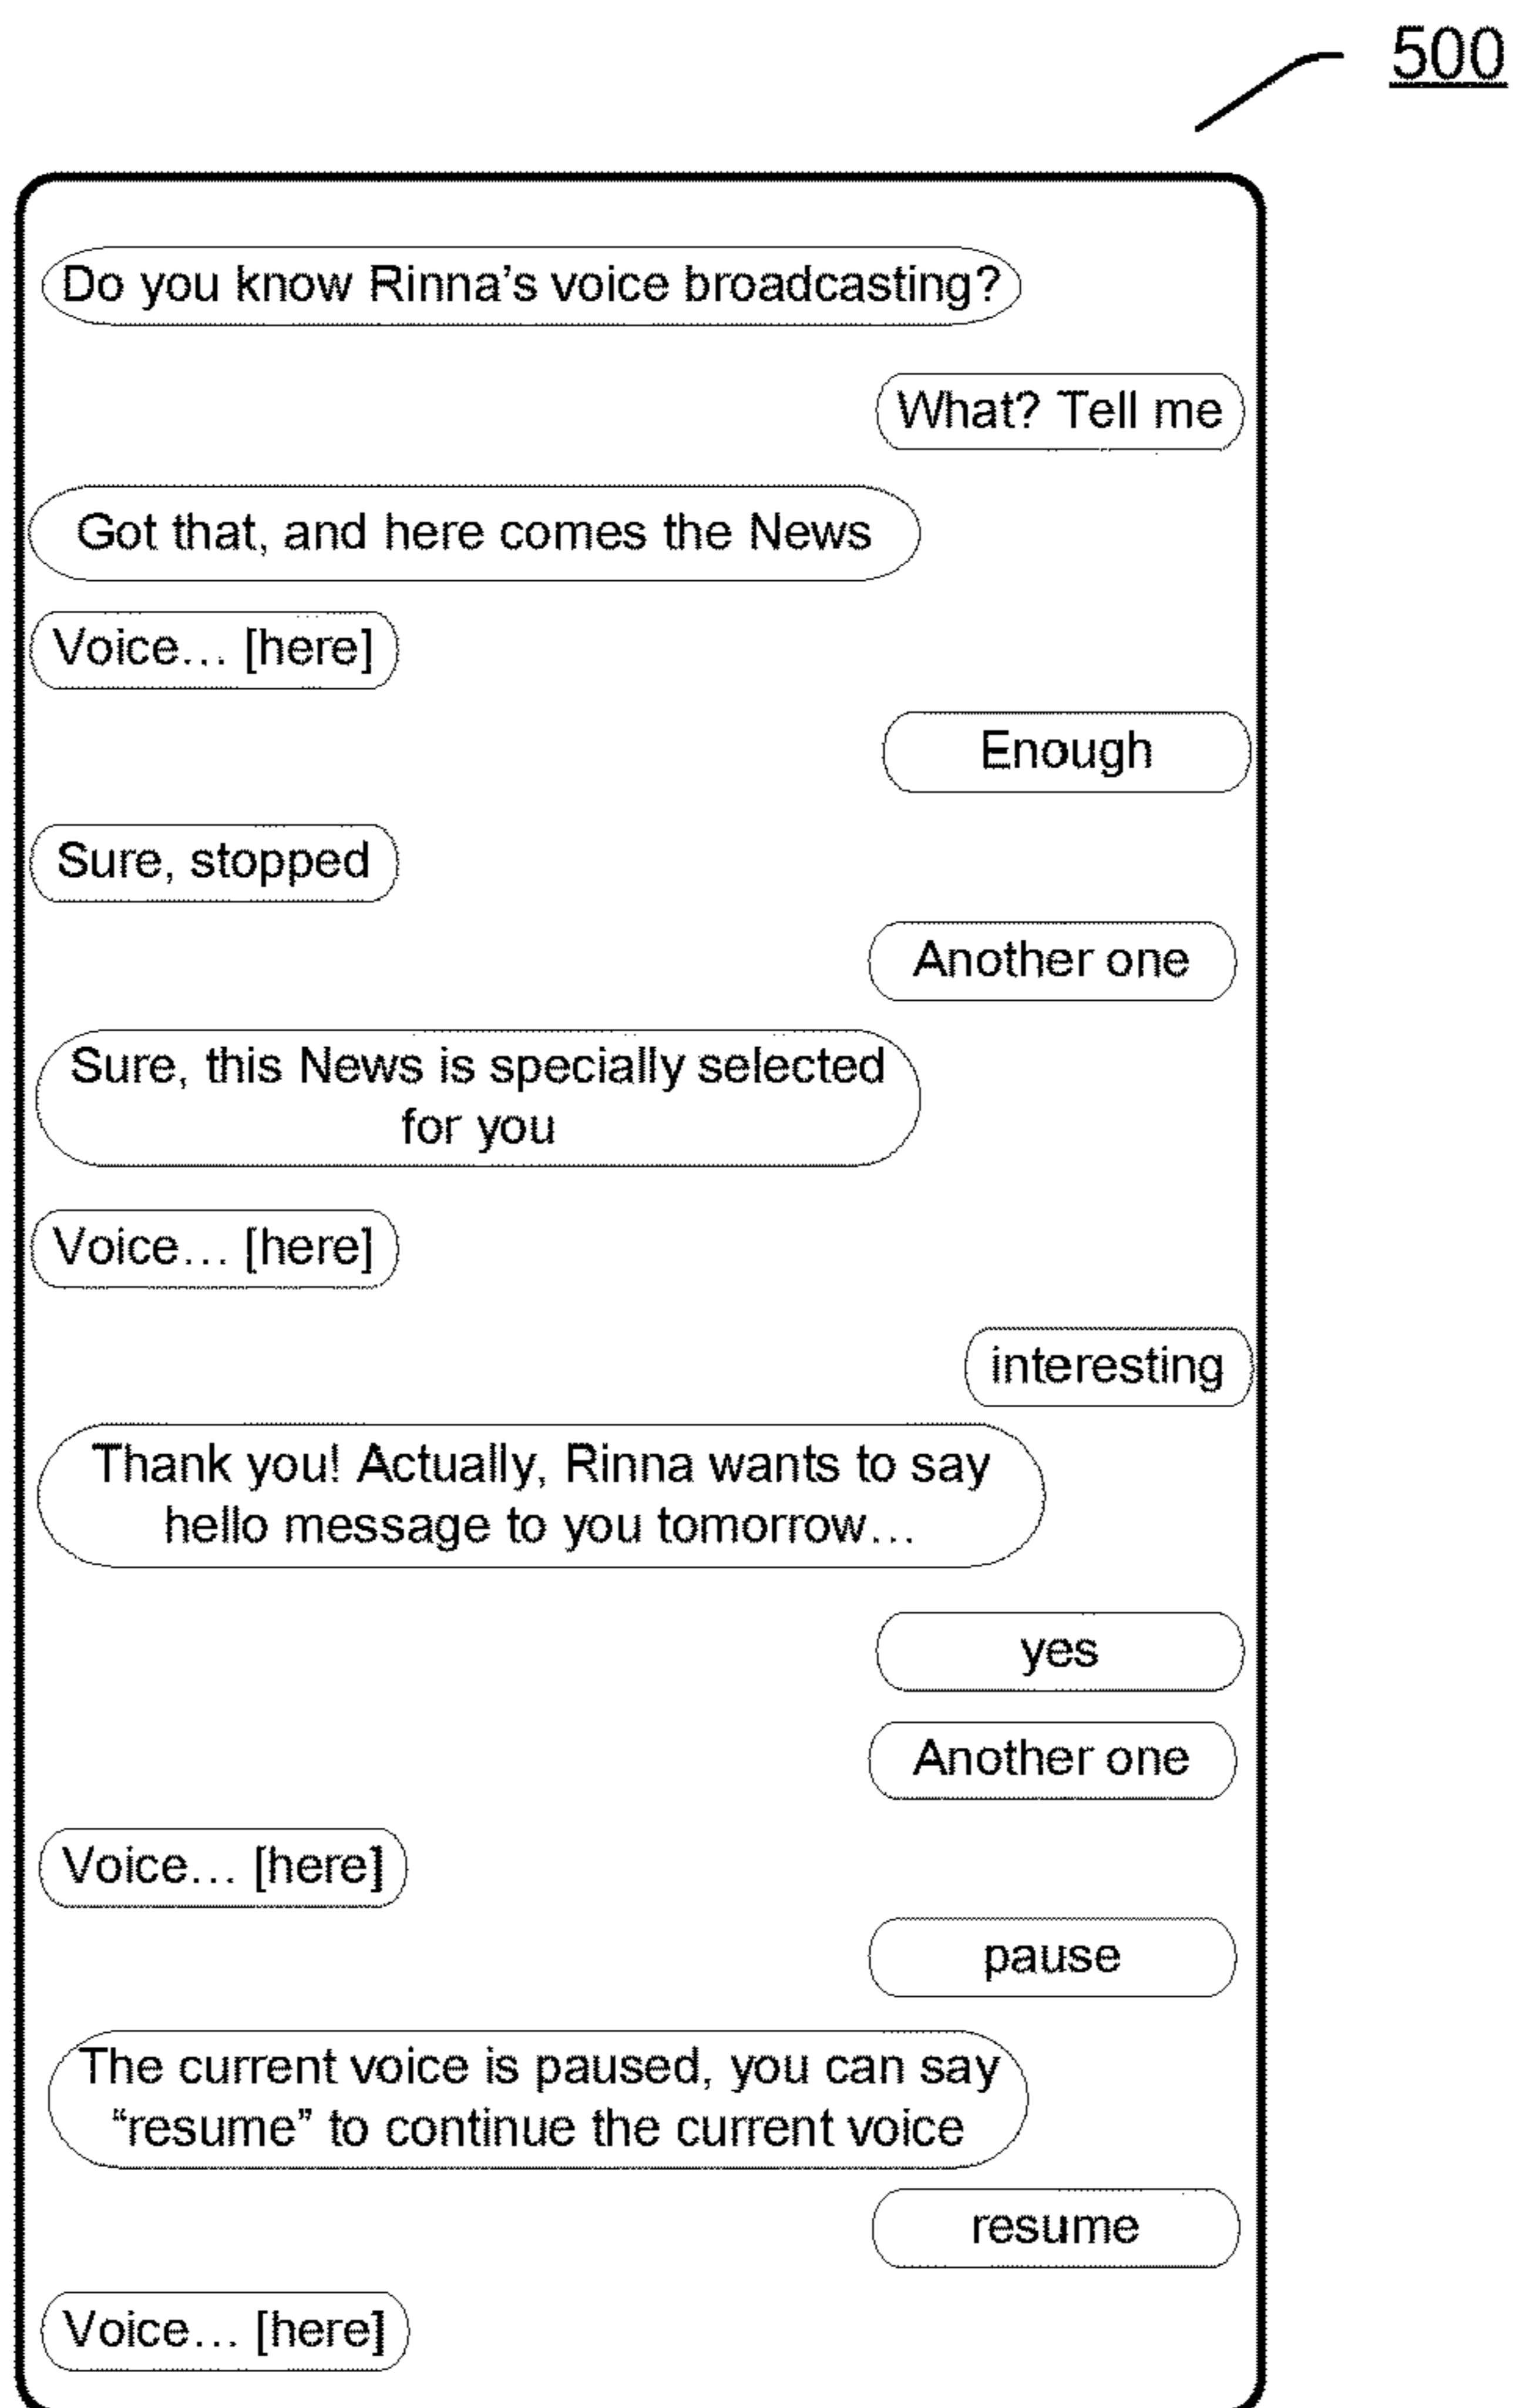 500
Do you know Rinna's voice broadcasting?
What? Tell me
Got that, and here comes the News
Voice... [here]
Enough
Sure, stopped
Another one
Sure, this News is specially selected
for you
Voice... [here]
interesting
Thank you! Actually, Rinna wants to say
hello message to you tomorrow...
yes
Another one
Voice... [here]
pause
The current voice is paused, you can say
“resume” to continue the current voice
resume
Voice... [here]